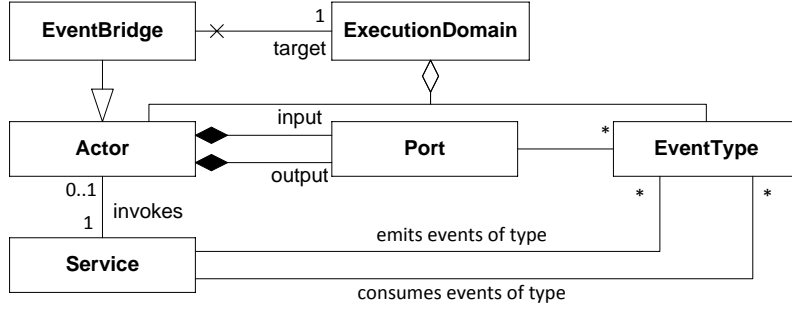 EventBridge
1
ExecutionDomain
target
input
Actor
Port
*
EventType
output
0..1
*
*
invokes
1
emits events of type
Service
consumes events of type